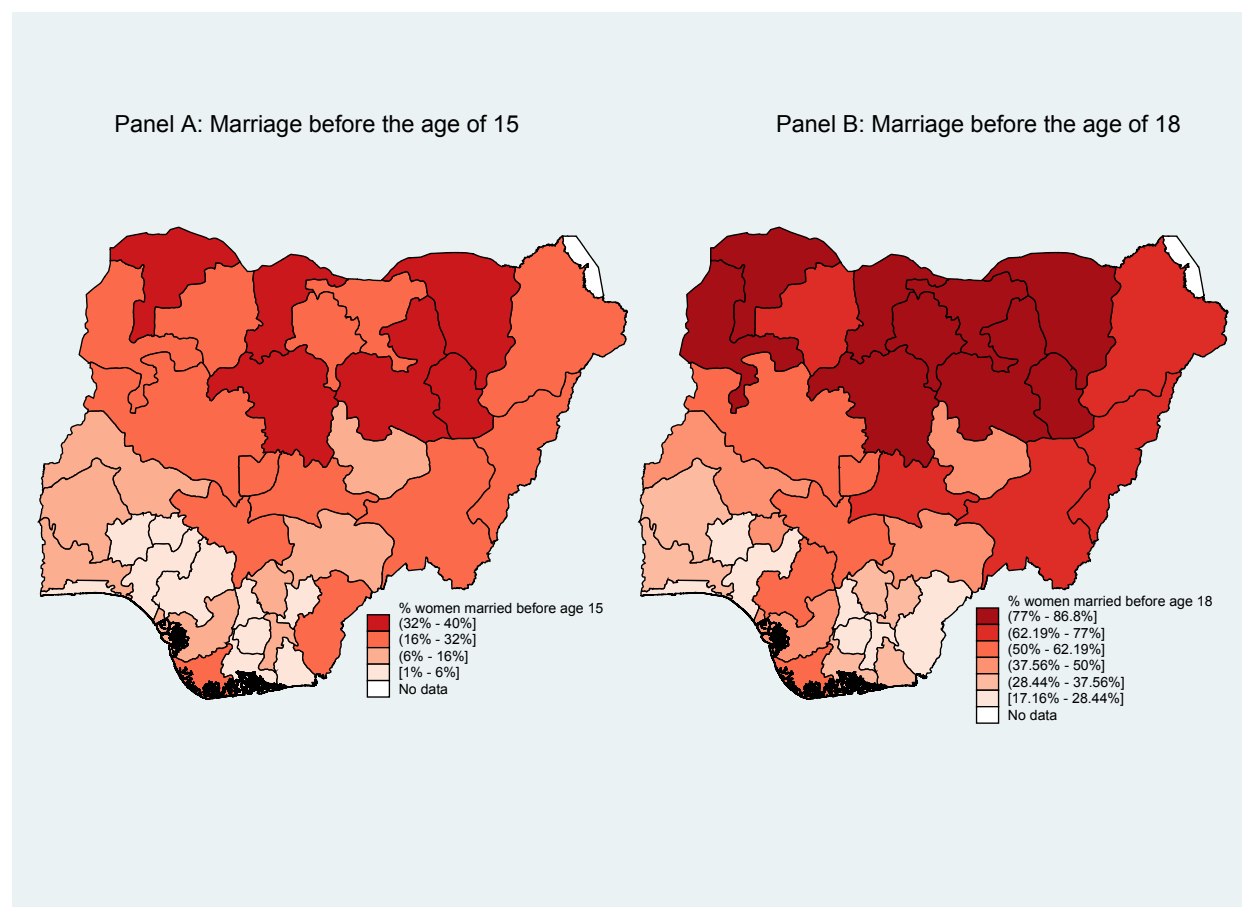 Panel A: Marriage before the age of 15
Panel B: Marriage before the age of 18
% women married before age 15
(32% - 40%]
(16% - 32%]
(6% - 16%]
[1% - 6%]
No data
% women married before age 18
(77% - 86.8%]
(62.19% - 77%]
(50% - 62.19%]
(37.56% - 50%]
(28.44% - 37.56%]
[17.16% - 28.44%]
No data